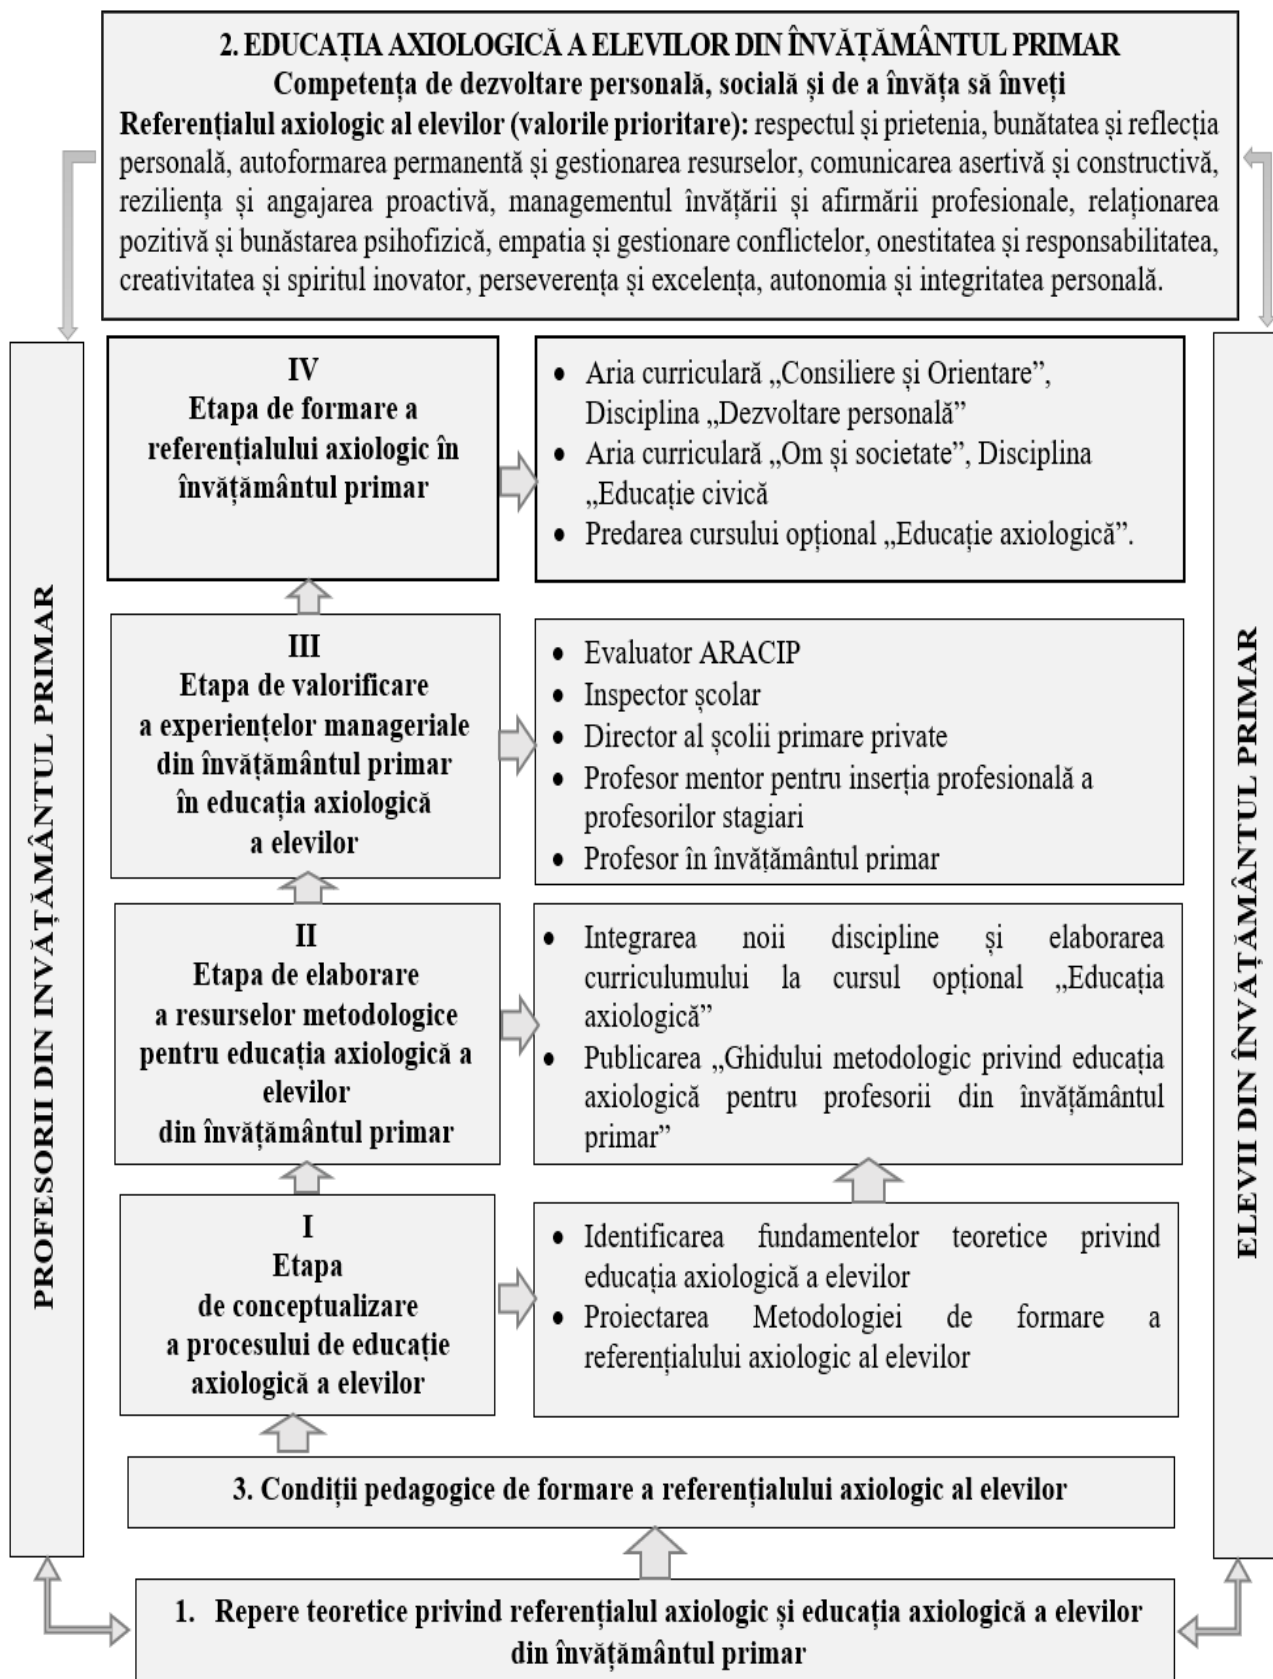 2. EDUCAȚIA AXIOLOGICĂ A ELEVILOR DIN ÎNVĂȚĂMÂNTUL PRIMAR
Competența de dezvoltare personală, socială și de a învăța să înveți
Referențialul axiologic al elevilor (valorile prioritare): respectul și prietenia, bunătatea și reflecția
personală, autoformarea permanentă și gestionarea resurselor, comunicarea asertivă și constructivă,
reziliența și angajarea proactivă, managementul învățării și afirmării profesionale, relaționarea
pozitivă și bunăstarea psihofizică, empatia și gestionare conflictelor, onestitatea și responsabilitatea,
creativitatea și spiritul inovator, perseverența și excelența, autonomia și integritatea personală.
PROFESORII DIN INVĂȚĂMÂNTUL PRIMAR
IV
Etapa de formare a
referențialului axiologic în
învățământul primar
• Aria curriculară „Consiliere și Orientare”,
Disciplina „Dezvoltare personală”
• Aria curriculară „Om și societate”, Disciplina
„Educație civică
• Predarea cursului opțional „Educație axiologică”.
III
Etapa de valorificare
a experiențelor manageriale
din învățământul primar
în educația axiologică
a elevilor
• Evaluator ARACIP
• Inspector școlar
• Director al școlii primare private
• Profesor mentor pentru inserția profesională a
profesorilor stagiari
• Profesor în învățământul primar
II
Etapa de elaborare
a resurselor metodologice
pentru educația axiologică a
elevilor
din învățământul primar
• Integrarea noii discipline și elaborarea
curriculumului la cursul opțional „Educația
axiologică”
• Publicarea „Ghidului metodologic privind educația
axiologică pentru profesorii din învățământul
primar”
I
Etapa
de conceptualizare
a procesului de educație
axiologică a elevilor
• Identificarea fundamentelor teoretice privind
educația axiologică a elevilor
• Proiectarea Metodologiei de formare a
referențialului axiologic al elevilor
ELEVII DIN ÎNVĂȚĂMÂNTUL PRIMAR
3. Condiții pedagogice de formare a referențialului axiologic al elevilor
1. Repere teoretice privind referențialul axiologic și educația axiologică a elevilor
din învățământul primar